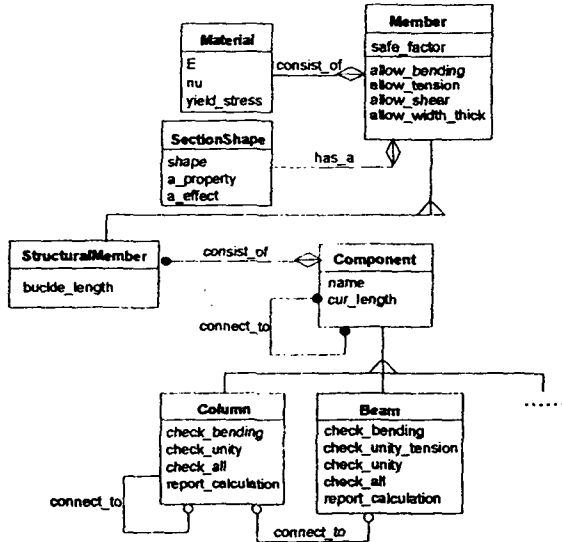 Member
safe_factor
allow_bending
allow_tension
allow_shear
allow_width_thick
Material
E
nu
yield_stress
consist_of
SectionShape
shape
a_property
a_effect
has_a
StructuralMember
buckle_length
consist_of
Component
name
cur_length
connect_to
Column
check_bending
check_unity
check_all
report_calculation
Beam
check_bending
check_unity_tension
check_unity
check_all
report_calculation
connect_to
connect_to